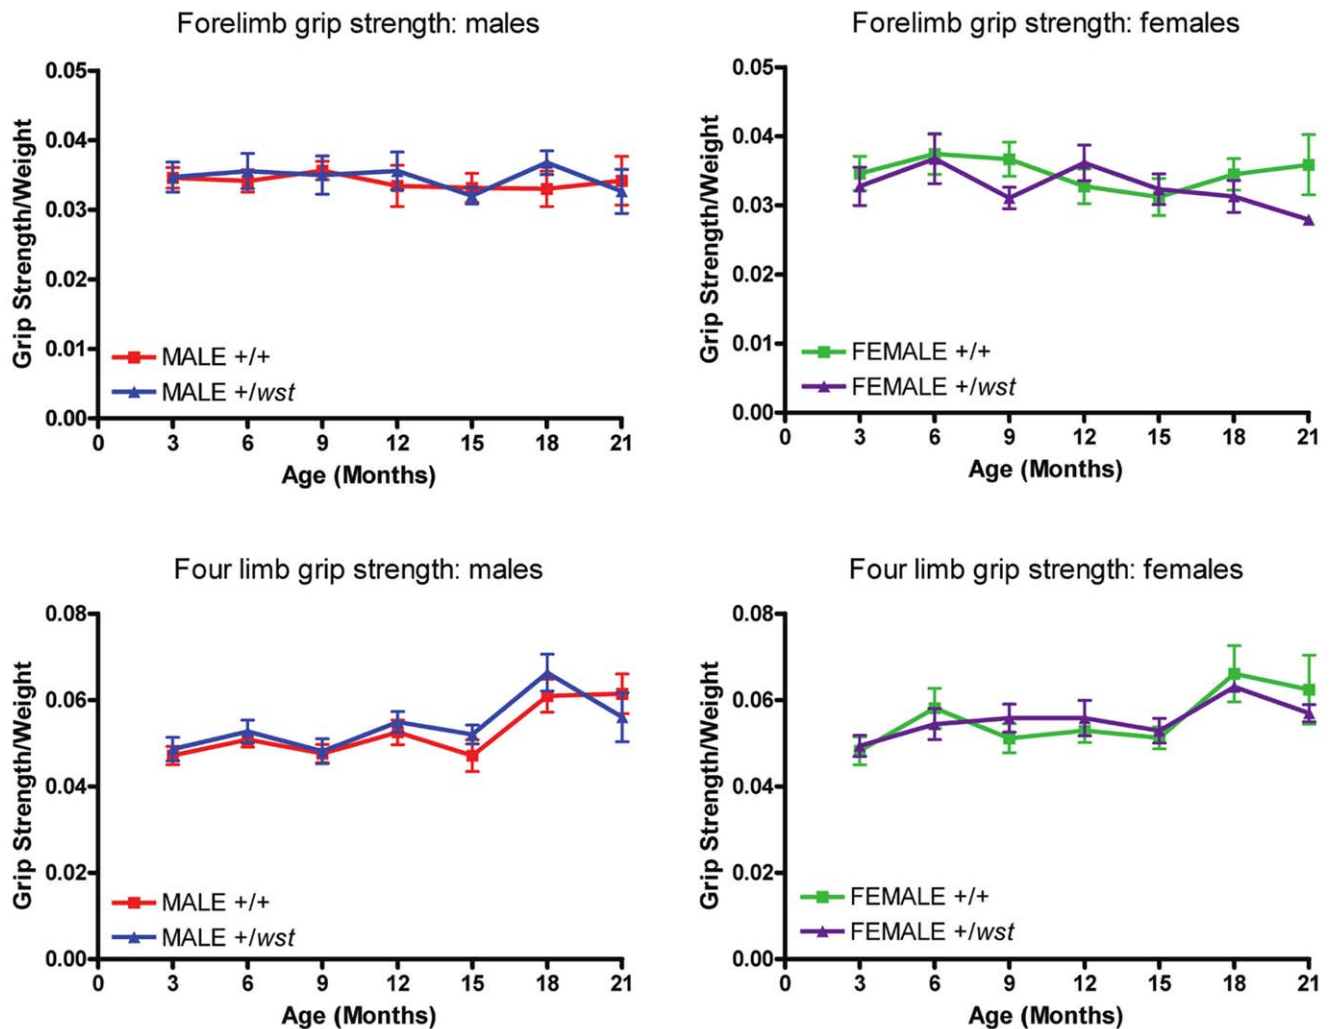 Forelimb grip strength: males
Grip Strength/Weight
0.05
0.04
0.03
0.02
0.01
0.00
MALE +/+
MALE +/wst
0 3 6 9 12 15 18 21
Age (Months)
Forelimb grip strength: females
Grip Strength/Weight
0.05
0.04
0.03
0.02
0.01
0.00
FEMALE +/+
FEMALE +/wst
0 3 6 9 12 15 18 21
Age (Months)
Four limb grip strength: males
Grip Strength/Weight
0.08
0.06
0.04
0.02
0.00
MALE +/+
MALE +/wst
0 3 6 9 12 15 18 21
Age (Months)
Four limb grip strength: females
Grip Strength/Weight
0.08
0.06
0.04
0.02
0.00
FEMALE +/+
FEMALE +/wst
0 3 6 9 12 15 18 21
Age (Months)